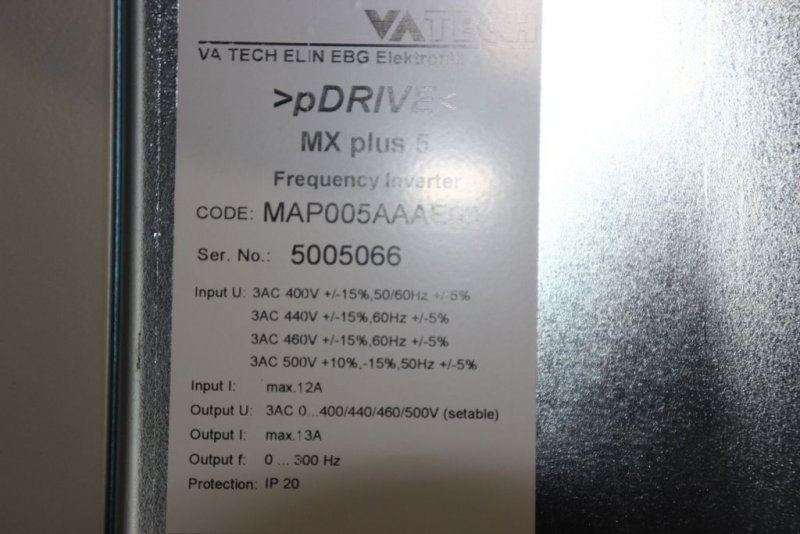 VA TECH
VA TECH ELIN EBG Elektronik
>pDRIVE<
MX plus 5
Frequency Inverter
CODE:
Ser. No.: 5005066
Input U: 3AC 400V +/-15%,50/60Hz +/-5%
3AC 440V +/-15%,60Hz +/-5%
3AC 460V +/-15%,60Hz +/-5%
3AC 500V +10%,-15%,50Hz +/-5%
Input I: max.12A
Output U: 3AC 0...400/440/460/500V (setable)
Output I: max.13A
Output f: 0 ... 300 Hz
Protection: IP 20